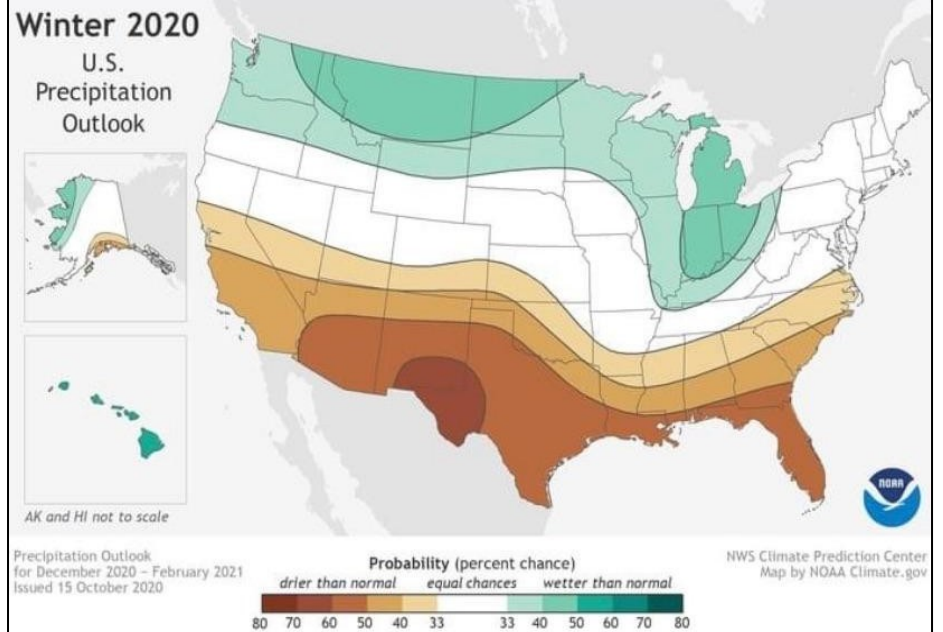 Winter 2020
U.S.
Precipitation
Outlook
AK and HI not to scale
NOAA
Precipitation Outlook
for December 2020 – February 2021
Issued 15 October 2020
Probability (percent chance)
drier than normal equal chances wetter than normal
80 70 60 50 40 33 33 40 50 60 70 80
NWS Climate Prediction Center
Map by NOAA Climate.gov